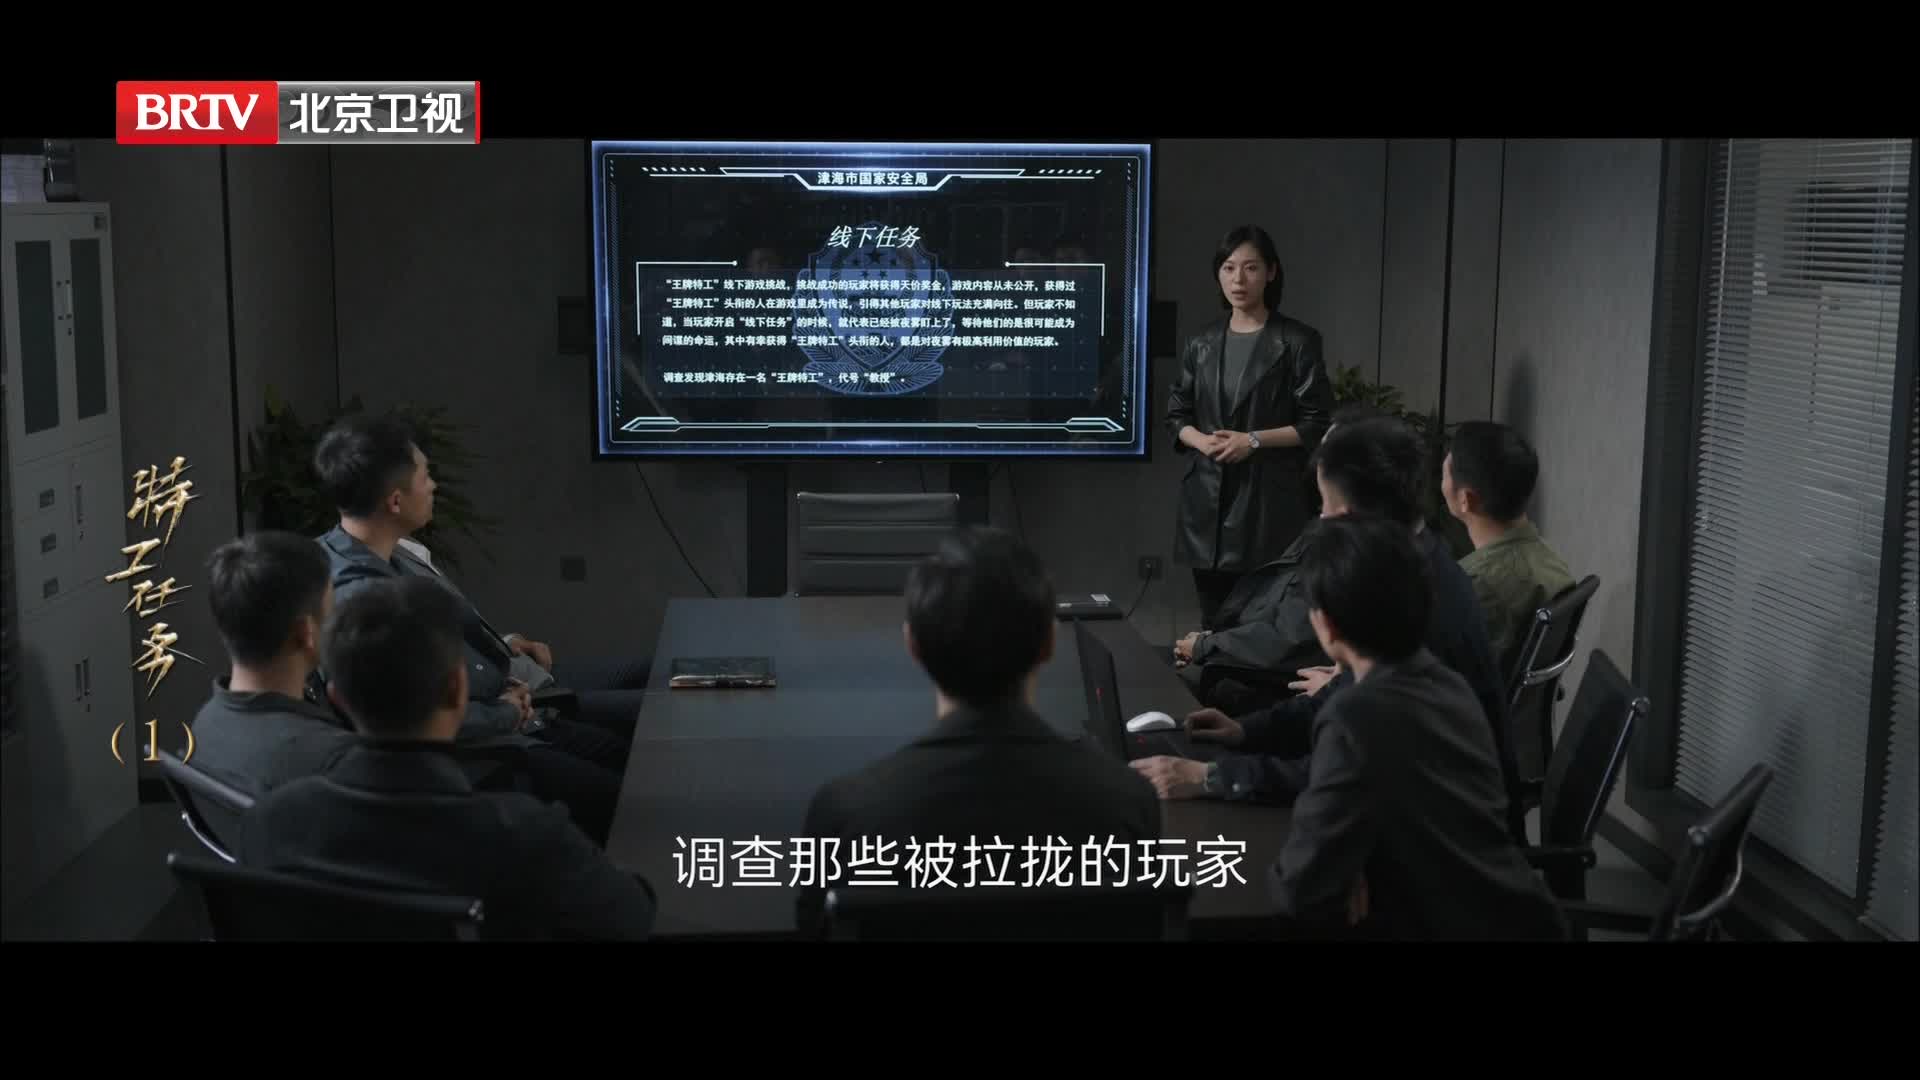 BRTV 北京卫视
津海市国家安全局
线下任务
“王牌特工”线下游戏挑战，挑战成功的玩家将获得天价奖金，游戏内容从未公开，获得过
“王牌特工”头衔的人在游戏里成为传说，引得其他玩家对线下玩法充满向往。但玩家不知
道，当玩家开启“线下任务”的时候，就代表已经被夜雾盯上了，等待他们的是很可能成为
间谍的命运，其中有幸获得“王牌特工”头衔的人，都是对夜雾有极高利用价值的玩家。
调查发现津海存在一名“王牌特工”，代号“教授”。
特工任务
（1）
调查那些被拉拢的玩家